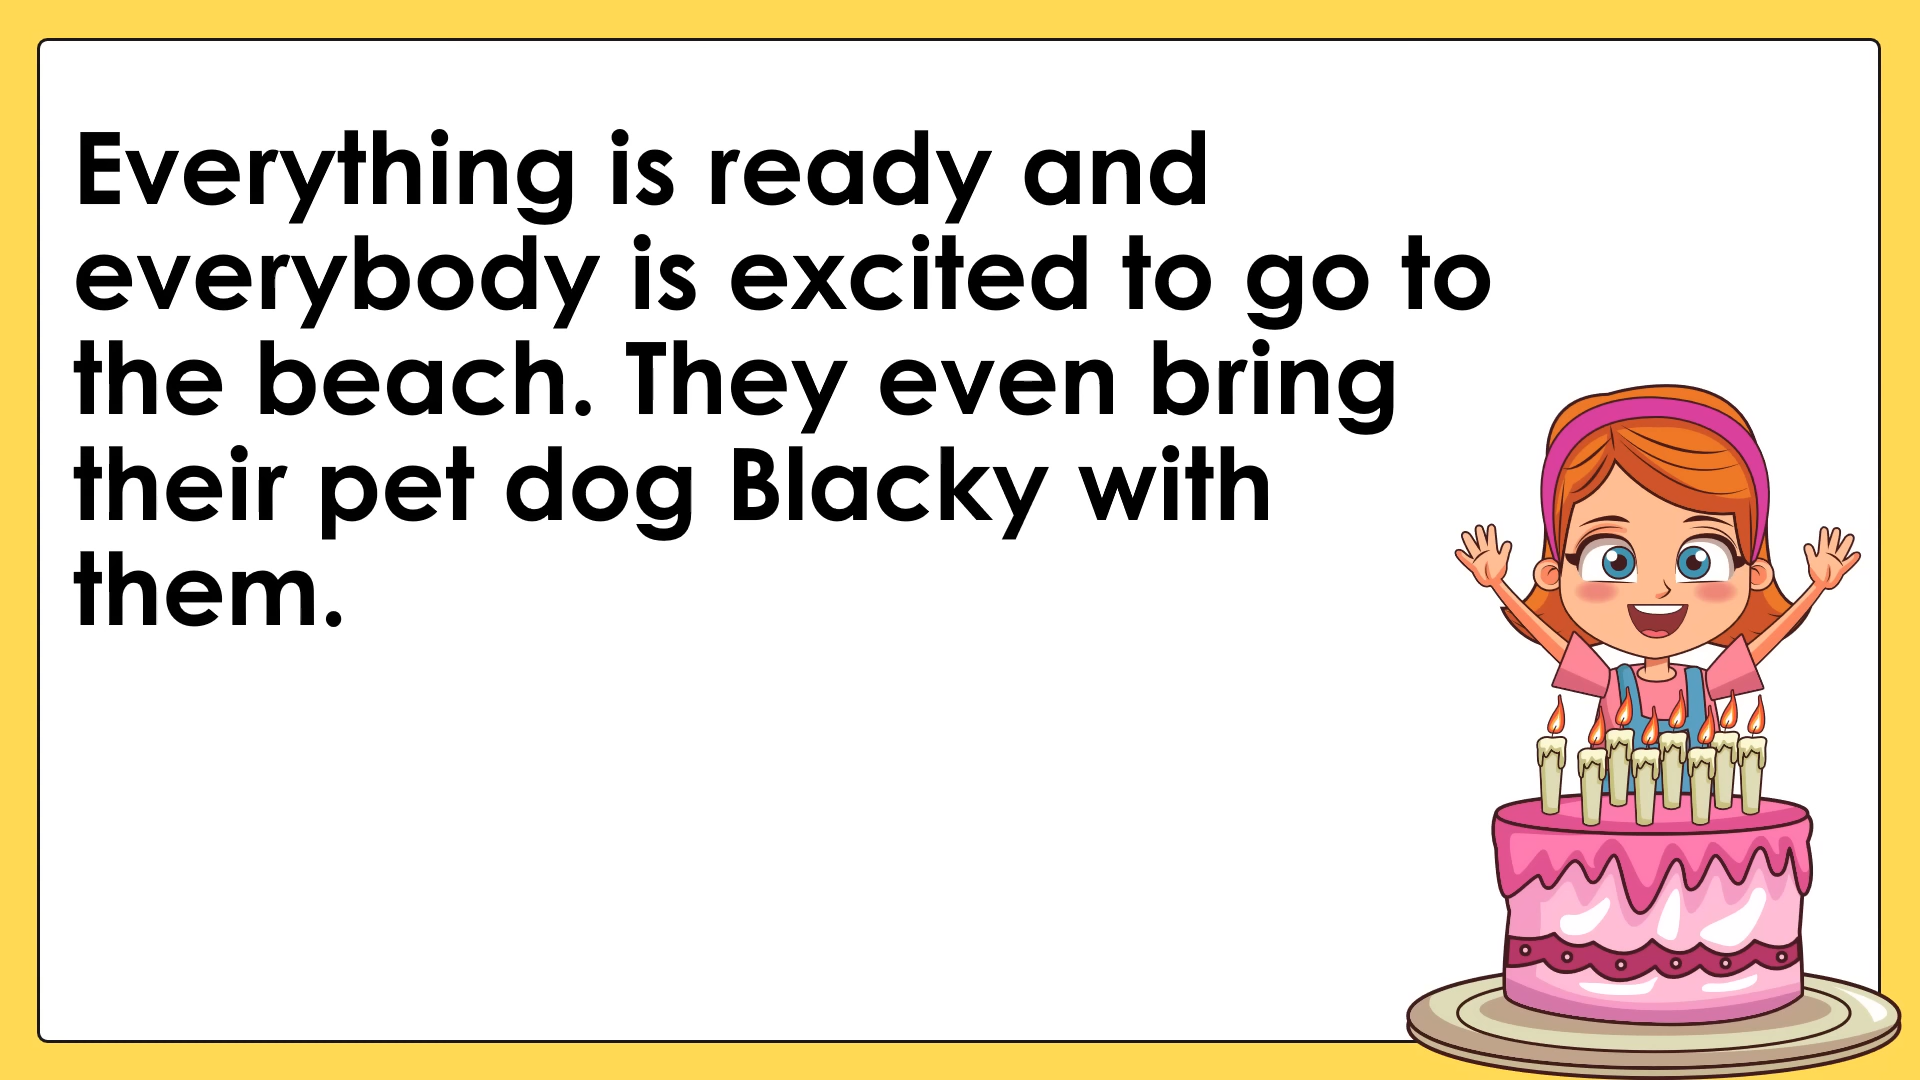 Everything is ready and
everybody is excited to go to
the beach. They even bring
their pet dog Blacky with
them.